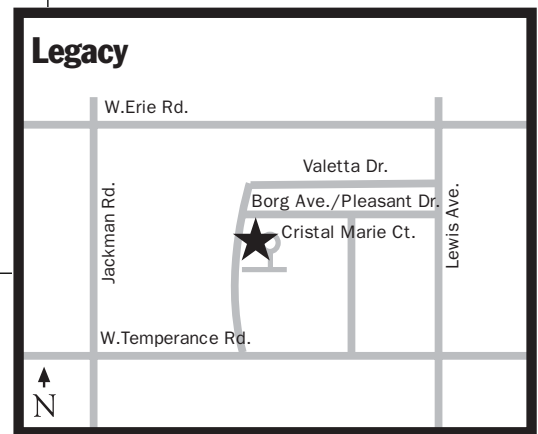 Legacy
W.Erie Rd.
Valetta Dr.
Borg Ave./Pleasant Dr.
Cristal Marie Ct.
Jackman Rd.
Lewis Ave.
W.Temperance Rd.
N